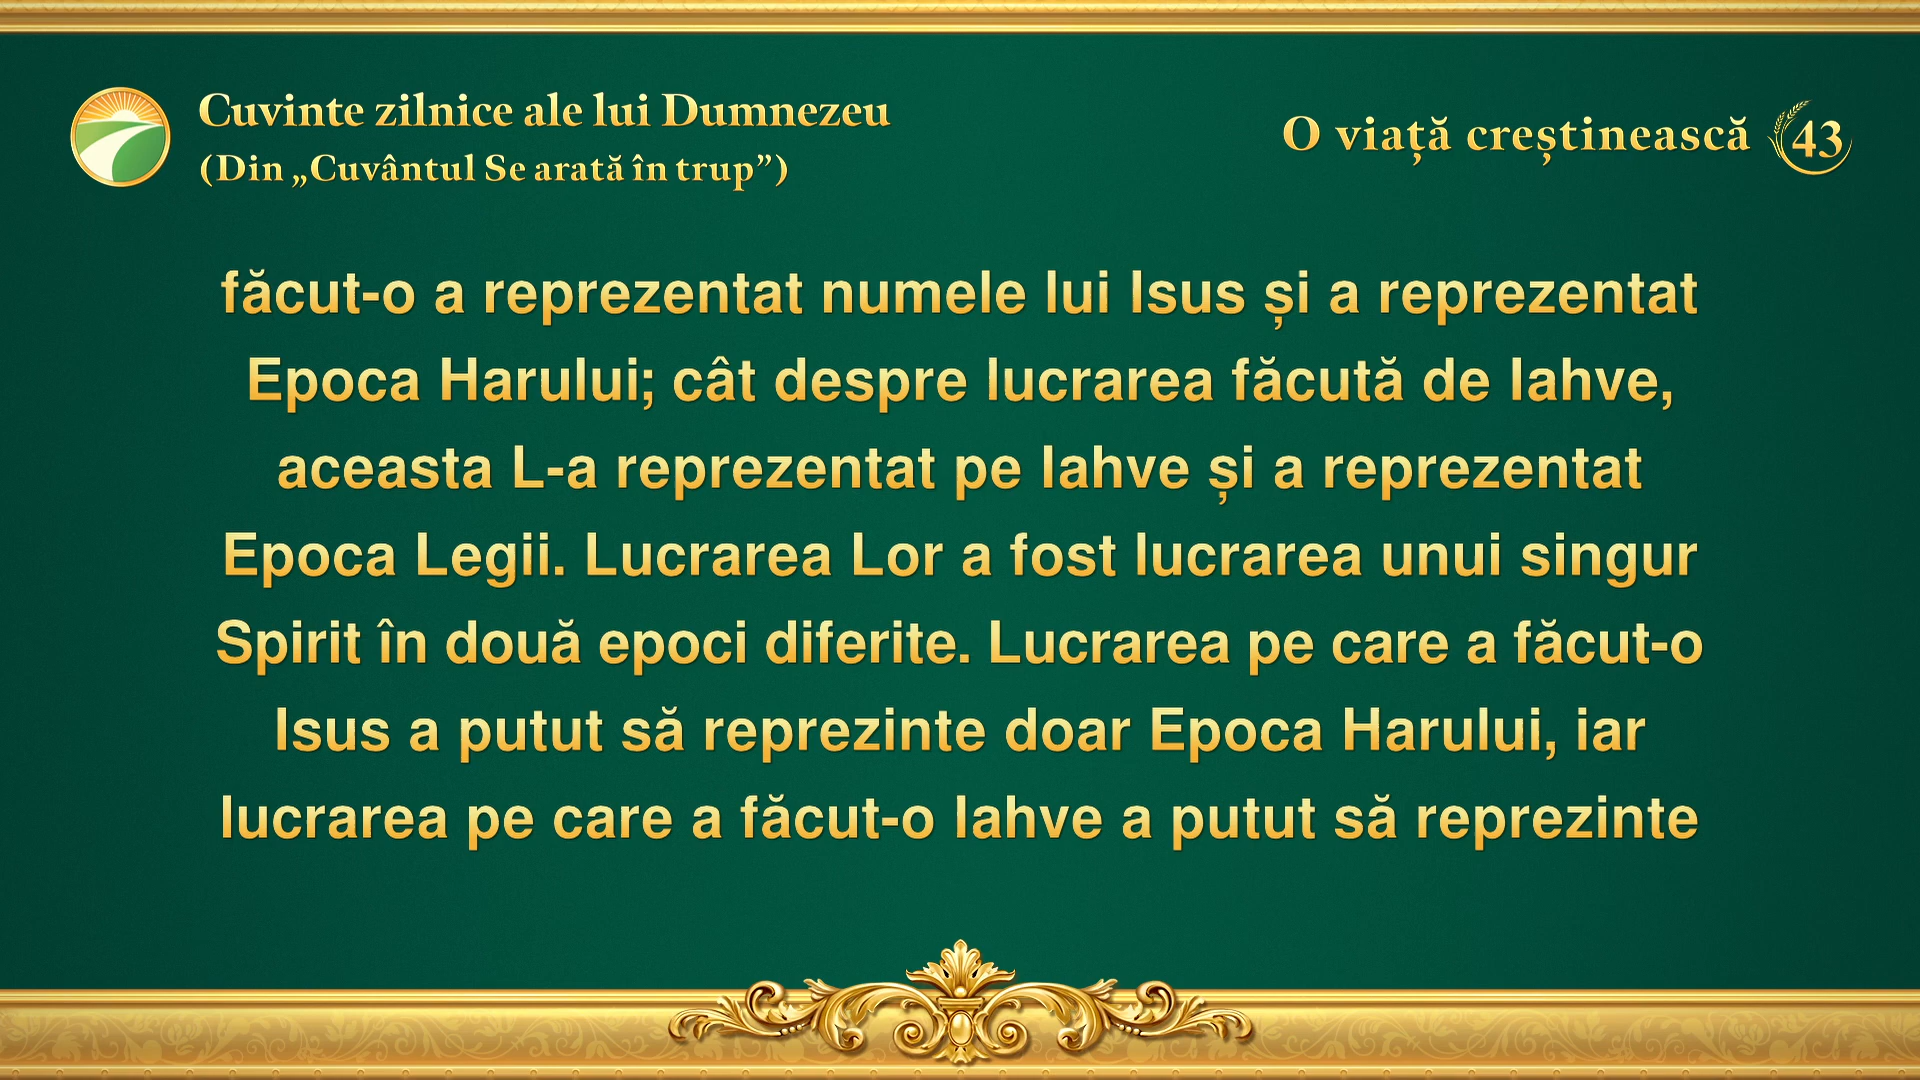 Cuvinte zilnice ale lui Dumnezeu
(Din „Cuvântul Se arată în trup”)
O viață creștinească 43
făcut-o a reprezentat numele lui Isus și a reprezentat
Epoca Harului; cât despre lucrarea făcută de Iahve,
aceasta L-a reprezentat pe Iahve și a reprezentat
Epoca Legii. Lucrarea Lor a fost lucrarea unui singur
Spirit în două epoci diferite. Lucrarea pe care a făcut-o
Isus a putut să reprezinte doar Epoca Harului, iar
lucrarea pe care a făcut-o Iahve a putut să reprezinte